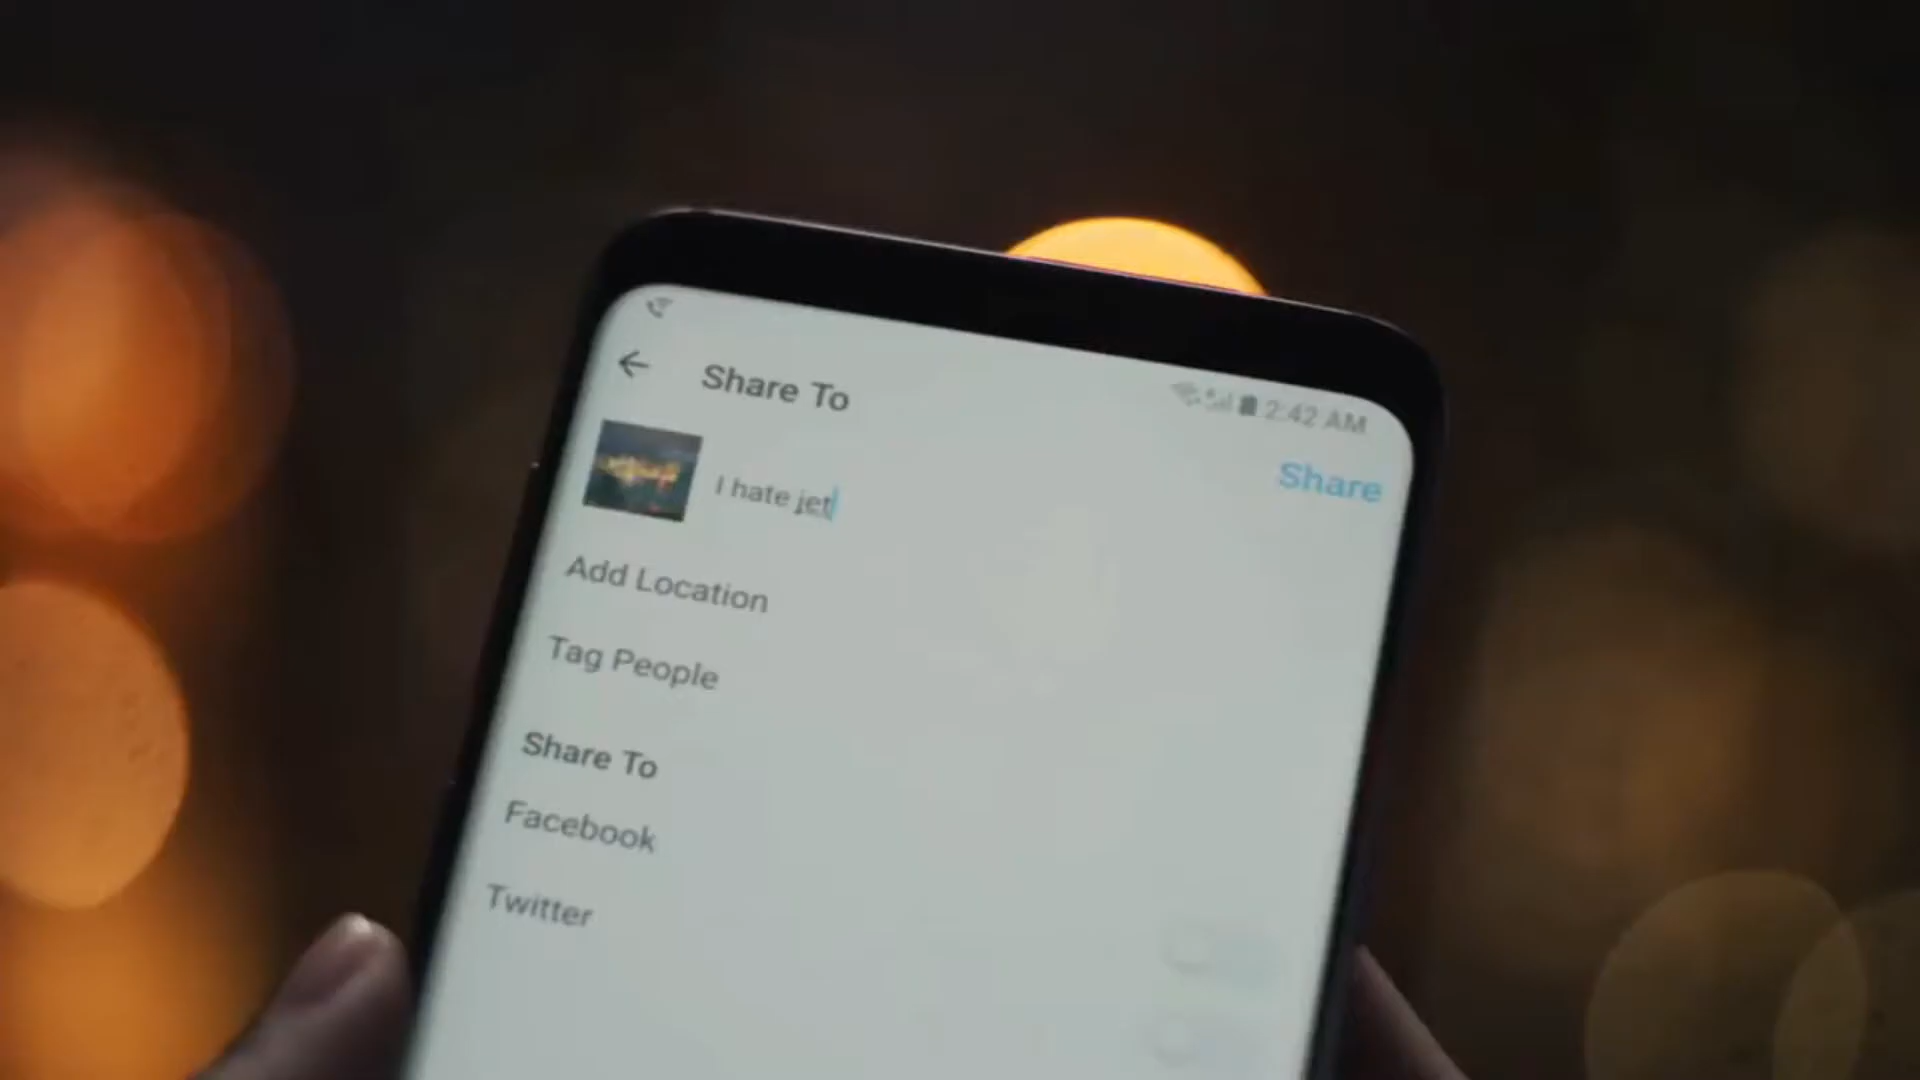 2:42 AM
Share To
Share
I hate jet
Add Location
Tag People
Share To
Facebook
Twitter